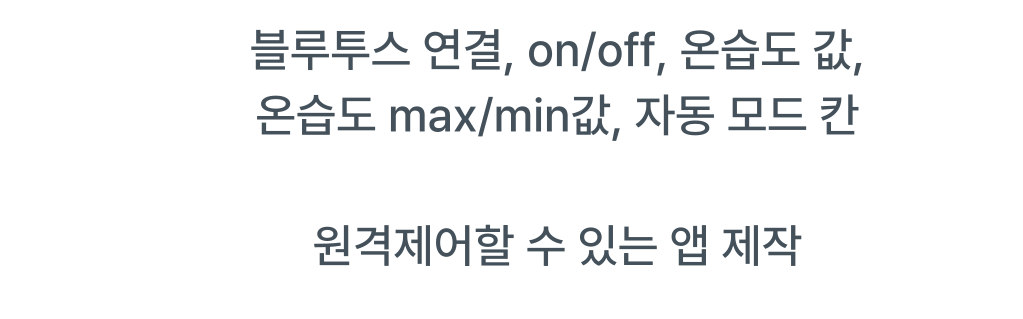 블루투스 연결, on/off, 온습도 값,
온습도 max/min값, 자동 모드 칸
원격제어할 수 있는 앱 제작